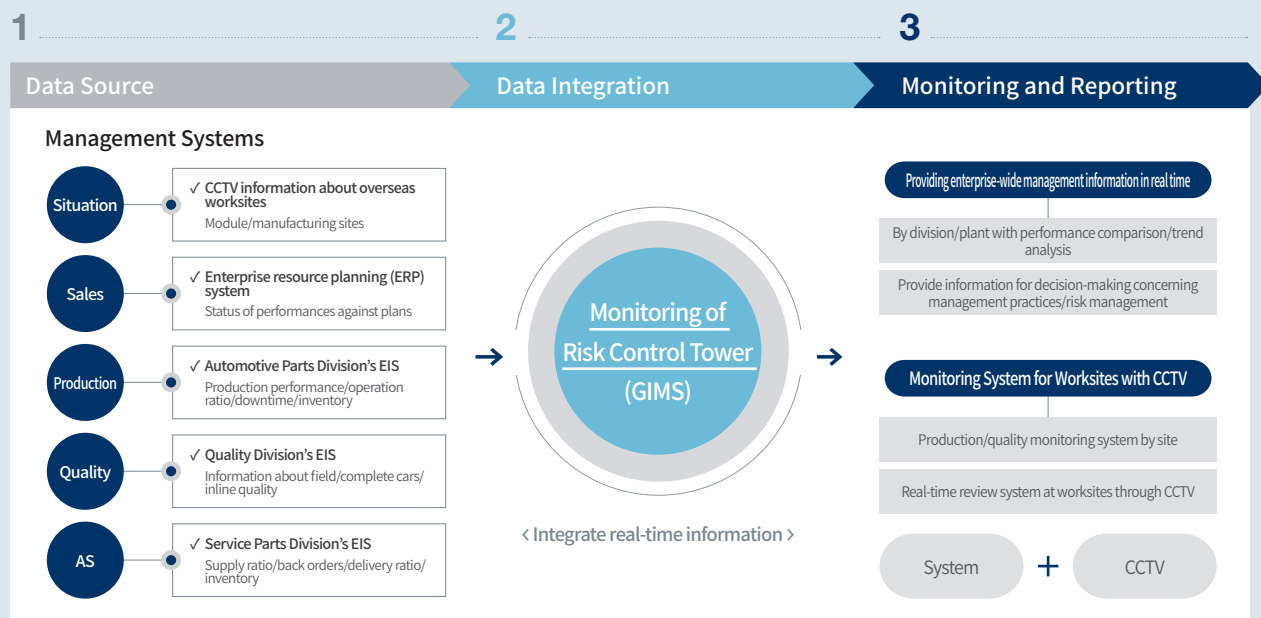 1
2
3
Data Source
Data Integration
Monitoring and Reporting
Management Systems
Situation
✓ CCTV information about overseas
worksites
Module/manufacturing sites
Sales
✓ Enterprise resource planning (ERP)
system
Status of performances against plans
Production
✓ Automotive Parts Division's EIS
Production performance/operation
ratio/downtime/inventory
Quality
✓ Quality Division's EIS
Information about field/complete cars/
inline quality
AS
✓ Service Parts Division's EIS
Supply ratio/back orders/delivery ratio/
inventory
Monitoring of
Risk Control Tower
(GIMS)
< Integrate real-time information >
Providing enterprise-wide management information in real time
By division/plant with performance comparison/trend
analysis
Provide information for decision-making concerning
management practices/risk management
Monitoring System for Worksites with CCTV
Production/quality monitoring system by site
Real-time review system at worksites through CCTV
System + CCTV